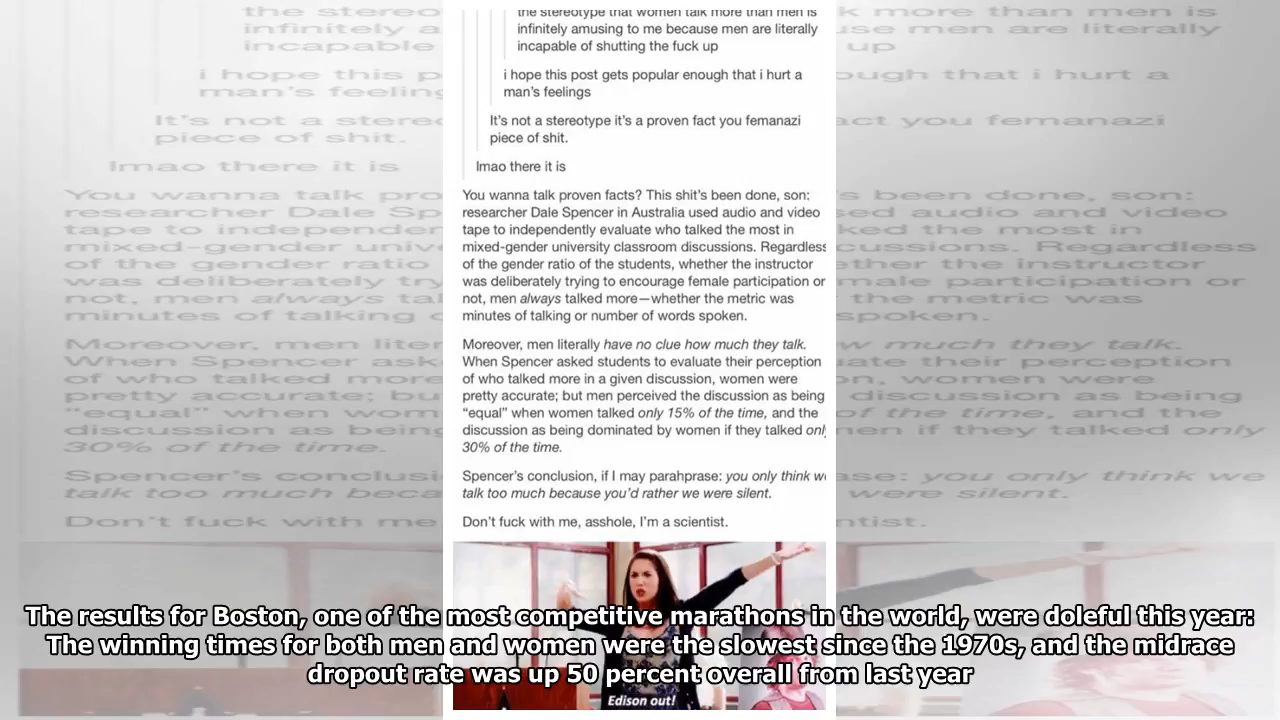 the stereotype that women talk more than men is
infinitely amusing to me because men are literally
incapable of shutting the fuck up
i hope this post gets popular enough that i hurt a
man's feelings
It's not a stereotype it's a proven fact you femanazi
piece of shit.
lmao there it is
You wanna talk proven facts? This shit's been done, son:
researcher Dale Spencer in Australia used audio and video
tape to independently evaluate who talked the most in
mixed-gender university classroom discussions. Regardless
of the gender ratio of the students, whether the instructor
was deliberately trying to encourage female participation or
not, men always talked more—whether the metric was
minutes of talking or number of words spoken.
Moreover, men literally have no clue how much they talk.
When Spencer asked students to evaluate their perception
of who talked more in a given discussion, women were
pretty accurate; but men perceived the discussion as being
"equal" when women talked only 15% of the time, and the
discussion as being dominated by women if they talked only
30% of the time.
Spencer's conclusion, if I may parahprase: you only think we
talk too much because you'd rather we were silent.
Don't fuck with me, asshole, I'm a scientist.
The results for Boston, one of the most competitive marathons in the world, were doleful this year:
The winning times for both men and women were the slowest since the 1970s, and the midrace
dropout rate was up 50 percent overall from last year
Edison out!